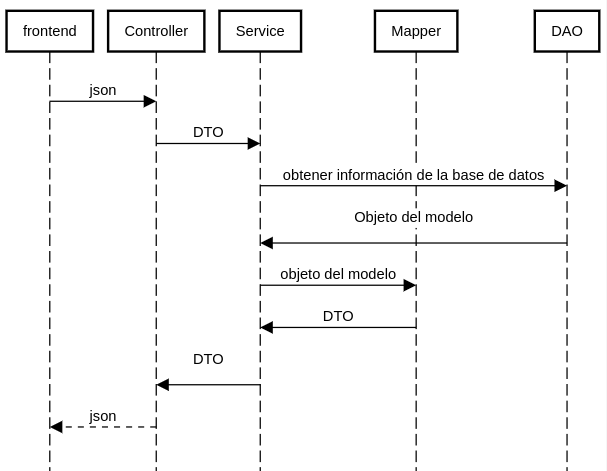 frontend
Controller
Service
Mapper
DAO
json
DTO
obtener información de la base de datos
Objeto del modelo
objeto del modelo
DTO
DTO
json